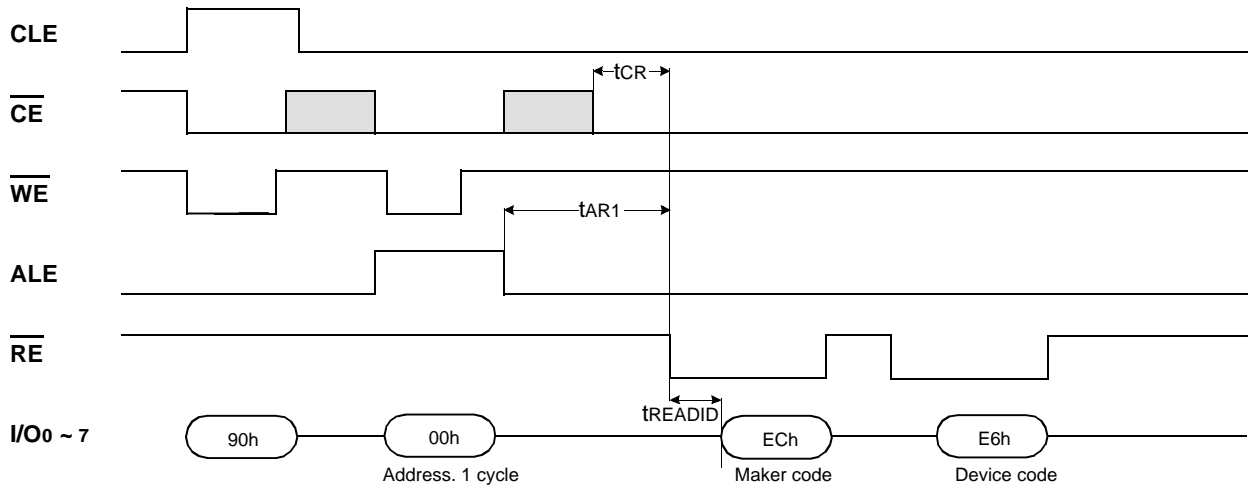 CLE
tCR
CE
WE
tAR1
ALE
RE
tREADID
I/O0 ~ 7
90h
00h
ECh
E6h
Address. 1 cycle
Maker code
Device code